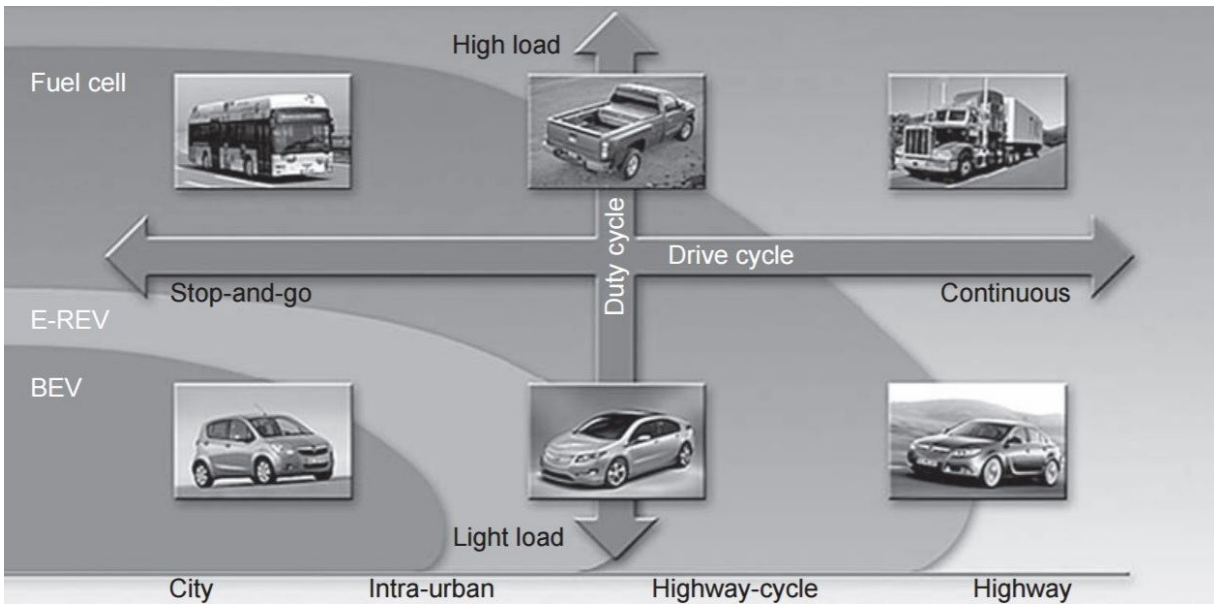 High load
Fuel cell
Duty cycle
Drive cycle
Stop-and-go
Continuous
E-REV
BEV
Light load
City
Intra-urban
Highway-cycle
Highway